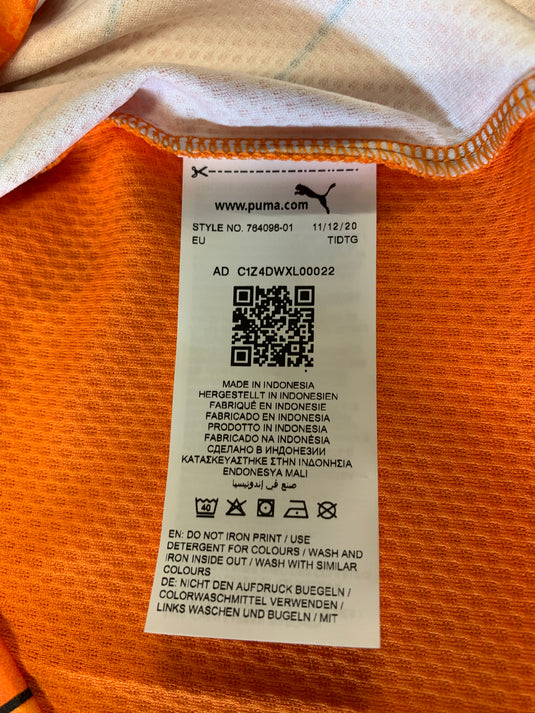 www.puma.com
STYLE NO. 764096-01 11/12/20
EU TIDTG
AD C1Z4DWXL00022
MADE IN INDONESIA
HERGESTELLT IN INDONESIEN
FABRIQUÉ EN INDONESIE
FABRICADO EN INDONESIA
PRODOTTO IN INDONESIA
FABRICADO NA INDONÉSIA
СДЕЛАНО В ИНДОНЕЗИИ
ΚΑΤΑΣΚΕΥΑΣΤΗΚΕ ΣΤΗΝ ΙΝΔΟΝΗΣΙΑ
ENDONESYA MALI
صنع في إندونيسيا
40
EN: DO NOT IRON PRINT / USE
DETERGENT FOR COLOURS / WASH AND
IRON INSIDE OUT / WASH WITH SIMILAR
COLOURS
DE: NICHT DEN AUFDRUCK BUEGELN /
COLORWASCHMITTEL VERWENDEN /
LINKS WASCHEN UND BUGELN / MIT